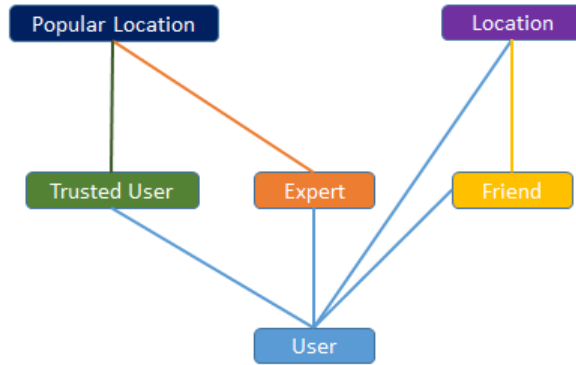 Popular Location
Location
Trusted User
Expert
Friend
User